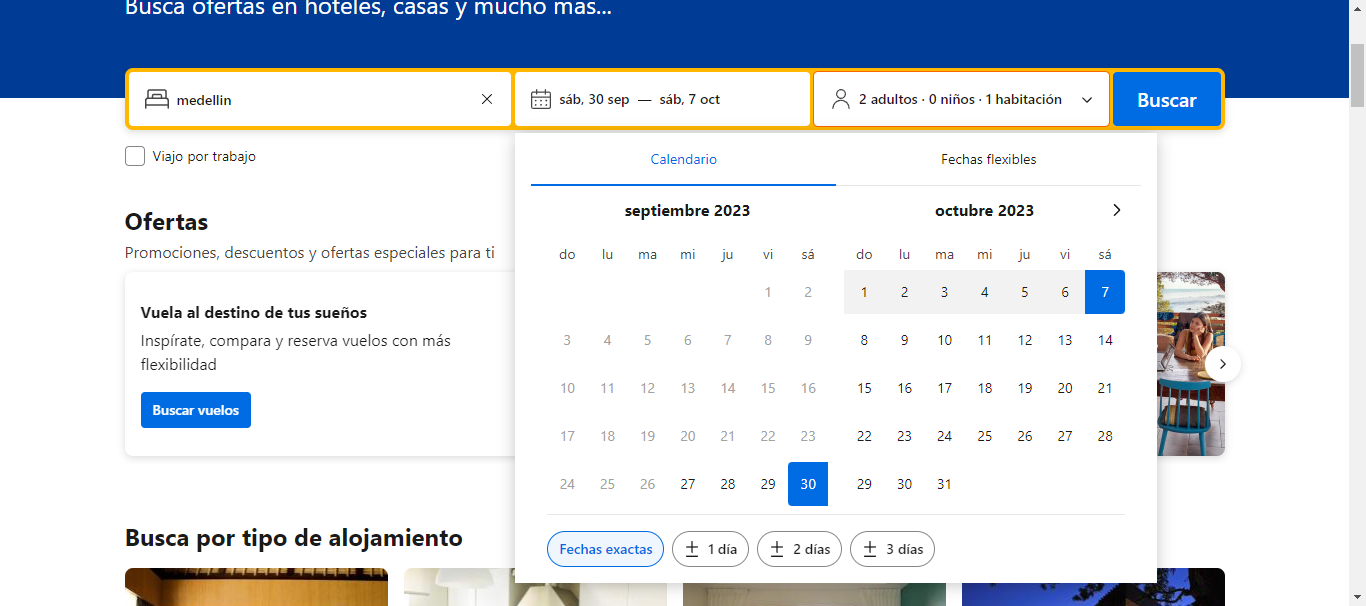 Busca ofertas en hoteles, casas y mucho más...
medellin
sáb, 30 sep — sáb, 7 oct
2 adultos · 0 niños · 1 habitación
Buscar
Viajo por trabajo
Calendario
Fechas flexibles
septiembre 2023
do lu ma mi ju vi sá
1 2
3 4 5 6 7 8 9
10 11 12 13 14 15 16
17 18 19 20 21 22 23
24 25 26 27 28 29 30
octubre 2023
do lu ma mi ju vi sá
1 2 3 4 5 6 7
8 9 10 11 12 13 14
15 16 17 18 19 20 21
22 23 24 25 26 27 28
29 30 31
Fechas exactas
± 1 día
± 2 días
± 3 días
Ofertas
Promociones, descuentos y ofertas especiales para ti
Vuela al destino de tus sueños
Inspírate, compara y reserva vuelos con más
flexibilidad
Buscar vuelos
Busca por tipo de alojamiento